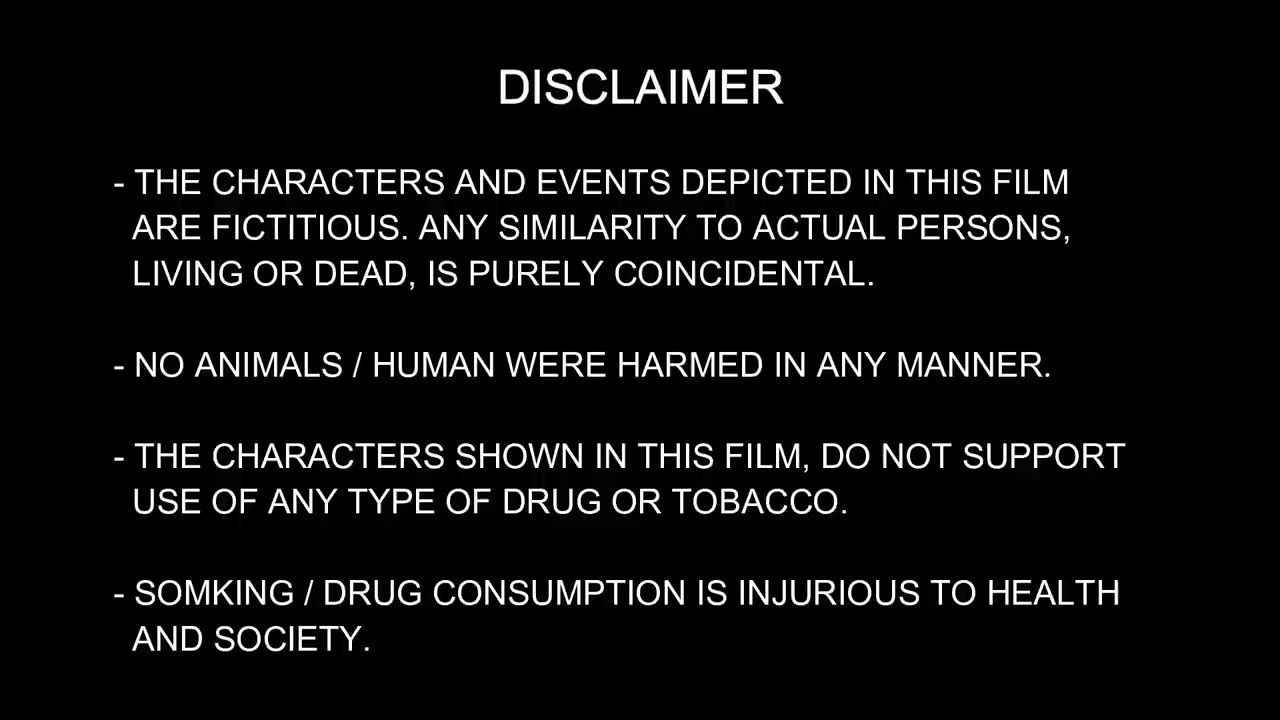 DISCLAIMER
- THE CHARACTERS AND EVENTS DEPICTED IN THIS FILM
ARE FICTITIOUS. ANY SIMILARITY TO ACTUAL PERSONS,
LIVING OR DEAD, IS PURELY COINCIDENTAL.
- NO ANIMALS / HUMAN WERE HARMED IN ANY MANNER.
- THE CHARACTERS SHOWN IN THIS FILM, DO NOT SUPPORT
USE OF ANY TYPE OF DRUG OR TOBACCO.
- SOMKING / DRUG CONSUMPTION IS INJURIOUS TO HEALTH
AND SOCIETY.